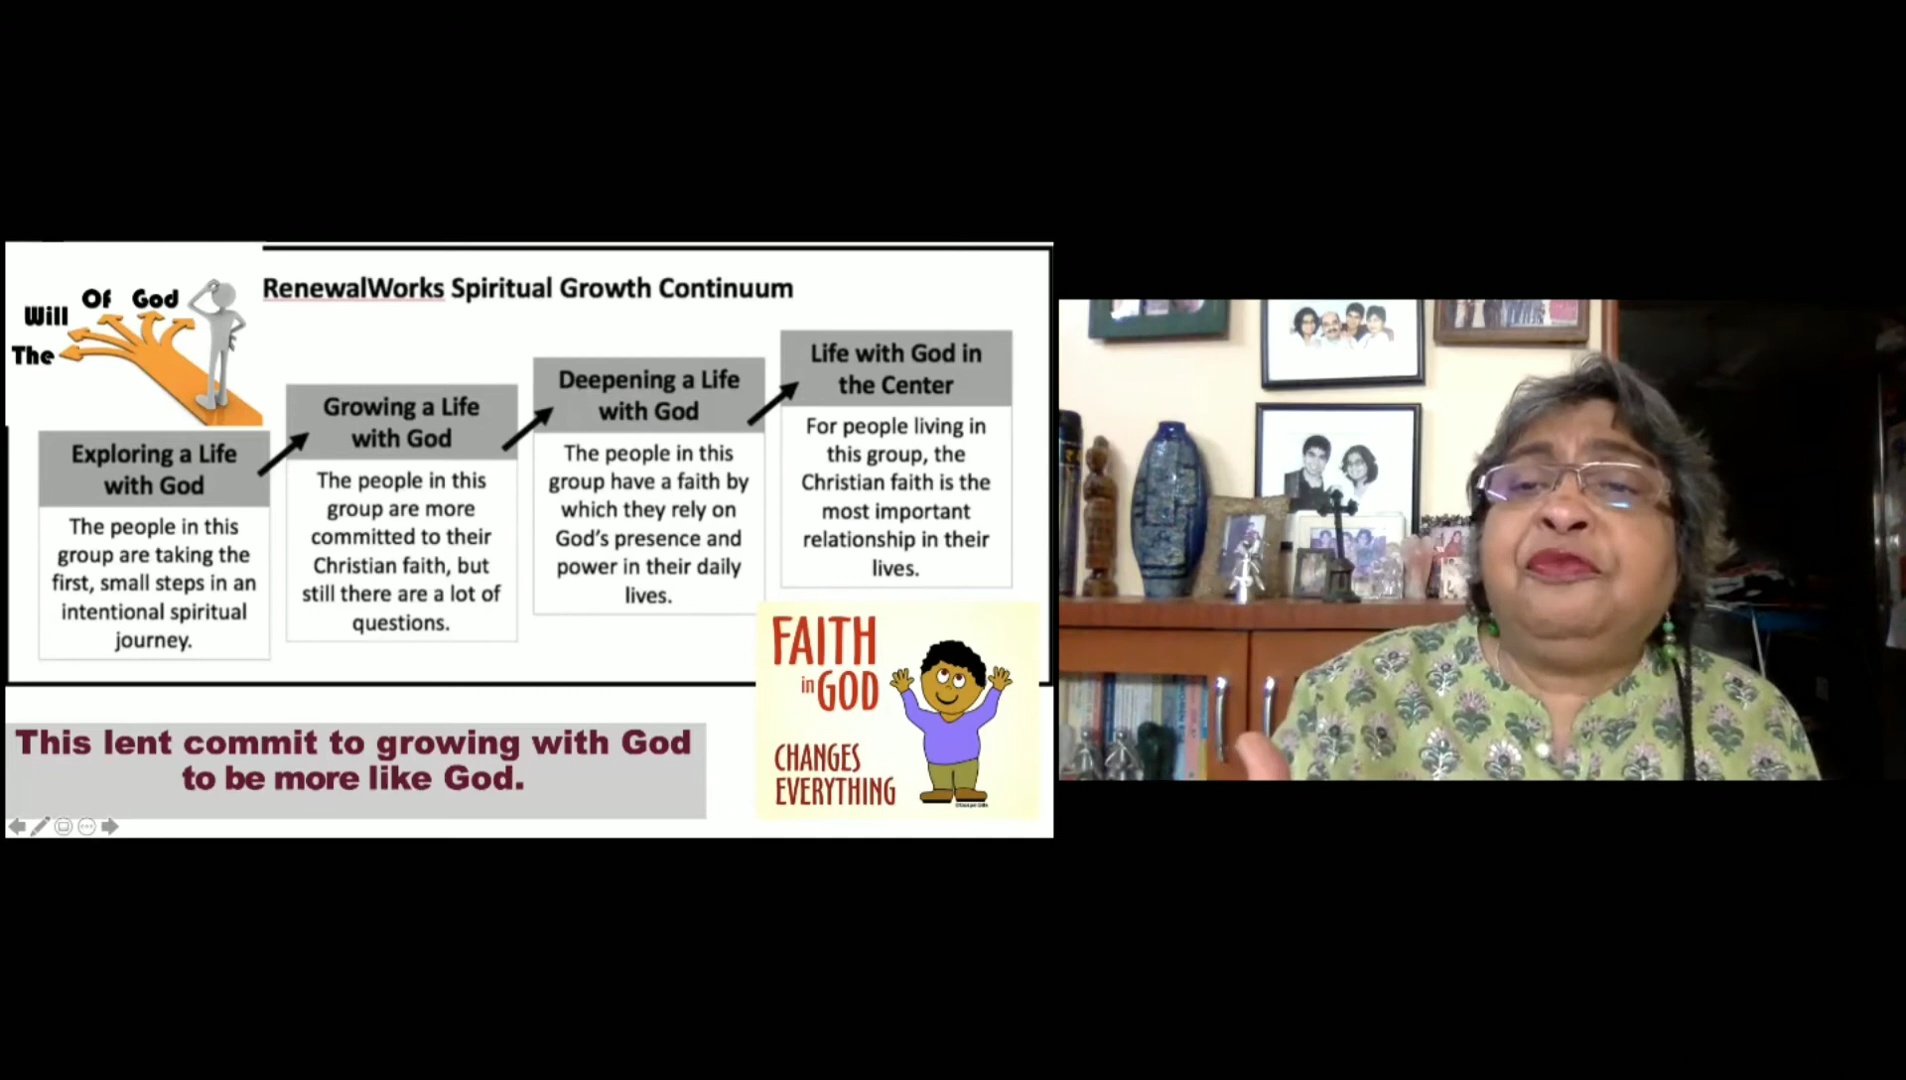 The Will Of God
RenewalWorks Spiritual Growth Continuum
Exploring a Life
with God
The people in this
group are taking the
first, small steps in an
intentional spiritual
journey.
Growing a Life
with God
The people in this
group are more
committed to their
Christian faith, but
still there are a lot of
questions.
Deepening a Life
with God
The people in this
group have a faith by
which they rely on
God’s presence and
power in their daily
lives.
Life with God in
the Center
For people living in
this group, the
Christian faith is the
most important
relationship in their
lives.
FAITH
in GOD
CHANGES
EVERYTHING
This lent commit to growing with God
to be more like God.